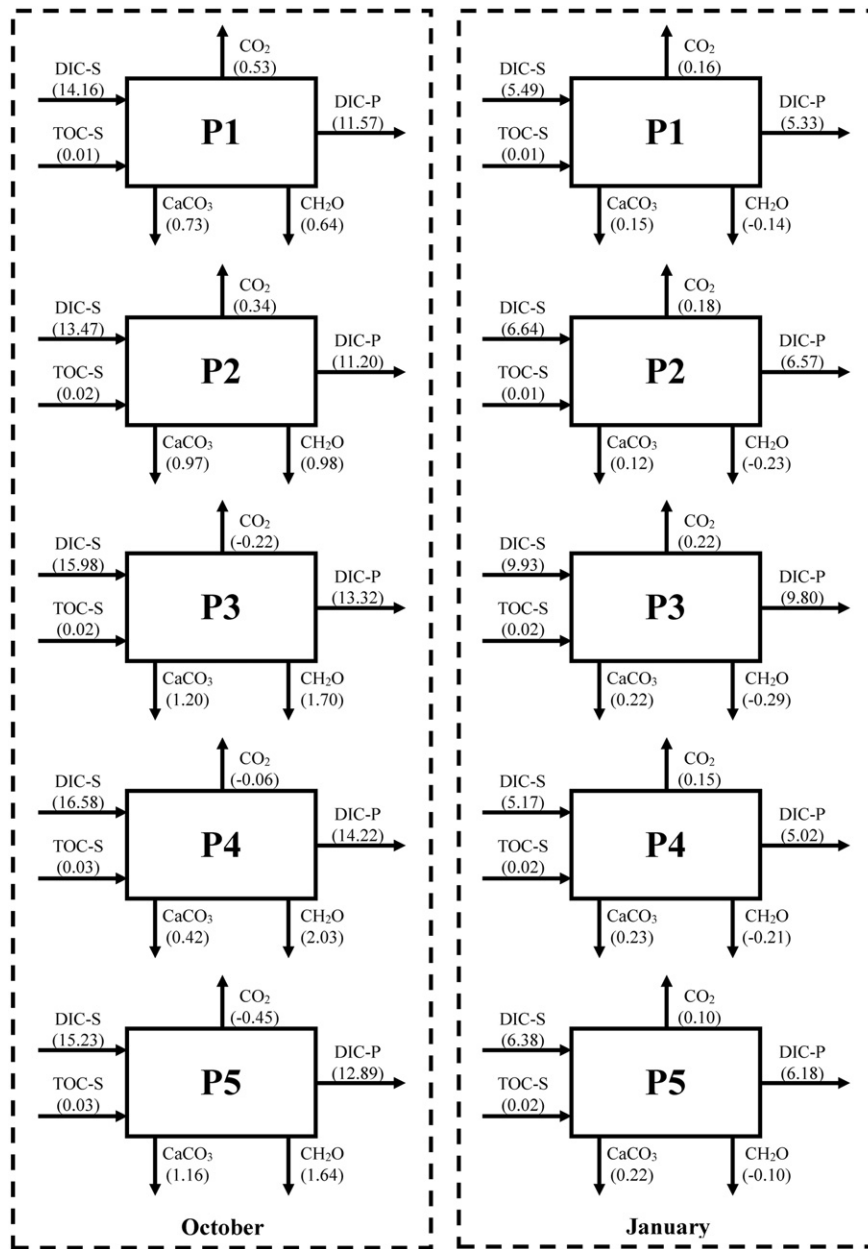 CO₂
(0.53)
DIC-S
(14.16)
DIC-P
(11.57)
TOC-S
(0.01)
P1
CaCO₃
(0.73)
CH₂O
(0.64)
CO₂
(0.34)
DIC-S
(13.47)
DIC-P
(11.20)
TOC-S
(0.02)
P2
CaCO₃
(0.97)
CH₂O
(0.98)
CO₂
(-0.22)
DIC-S
(15.98)
DIC-P
(13.32)
TOC-S
(0.02)
P3
CaCO₃
(1.20)
CH₂O
(1.70)
CO₂
(-0.06)
DIC-S
(16.58)
DIC-P
(14.22)
TOC-S
(0.03)
P4
CaCO₃
(0.42)
CH₂O
(2.03)
CO₂
(-0.45)
DIC-S
(15.23)
DIC-P
(12.89)
TOC-S
(0.03)
P5
CaCO₃
(1.16)
CH₂O
(1.64)
October
CO₂
(0.16)
DIC-S
(5.49)
DIC-P
(5.33)
TOC-S
(0.01)
P1
CaCO₃
(0.15)
CH₂O
(-0.14)
CO₂
(0.18)
DIC-S
(6.64)
DIC-P
(6.57)
TOC-S
(0.01)
P2
CaCO₃
(0.12)
CH₂O
(-0.23)
CO₂
(0.22)
DIC-S
(9.93)
DIC-P
(9.80)
TOC-S
(0.02)
P3
CaCO₃
(0.22)
CH₂O
(-0.29)
CO₂
(0.15)
DIC-S
(5.17)
DIC-P
(5.02)
TOC-S
(0.02)
P4
CaCO₃
(0.23)
CH₂O
(-0.21)
CO₂
(0.10)
DIC-S
(6.38)
DIC-P
(6.18)
TOC-S
(0.02)
P5
CaCO₃
(0.22)
CH₂O
(-0.10)
January